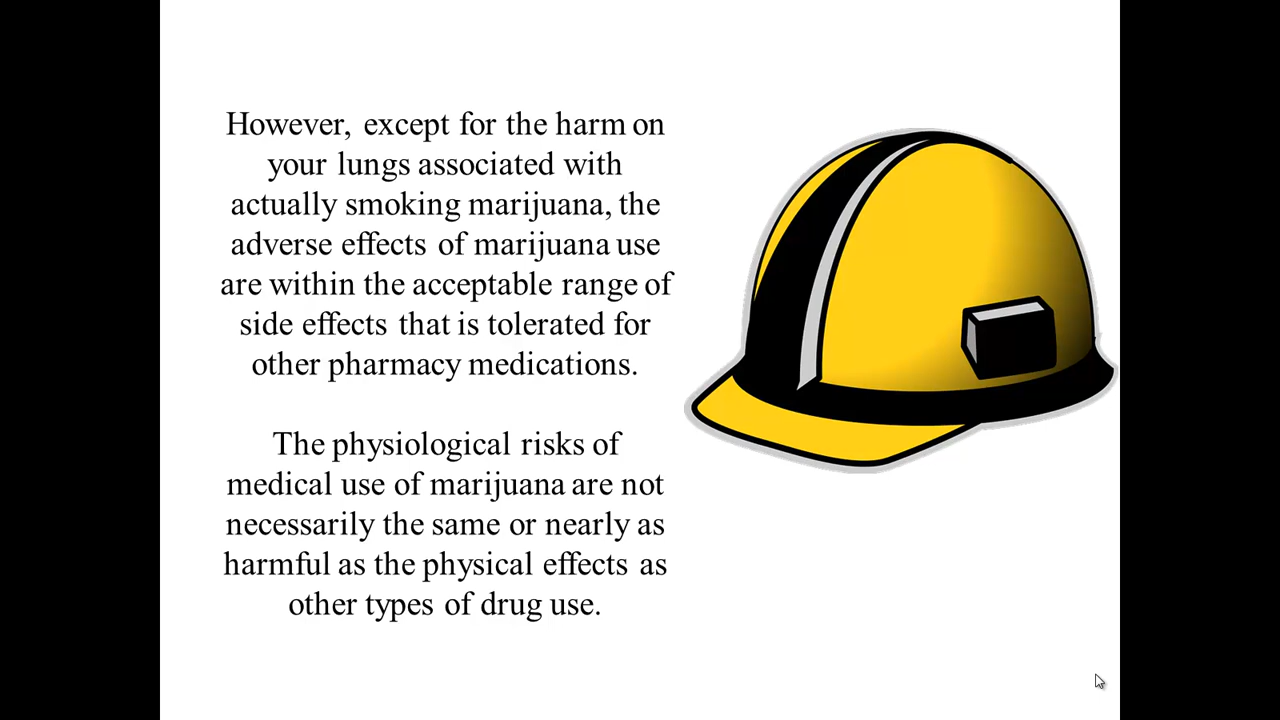 However, except for the harm on
your lungs associated with
actually smoking marijuana, the
adverse effects of marijuana use
are within the acceptable range of
side effects that is tolerated for
other pharmacy medications.
The physiological risks of
medical use of marijuana are not
necessarily the same or nearly as
harmful as the physical effects as
other types of drug use.